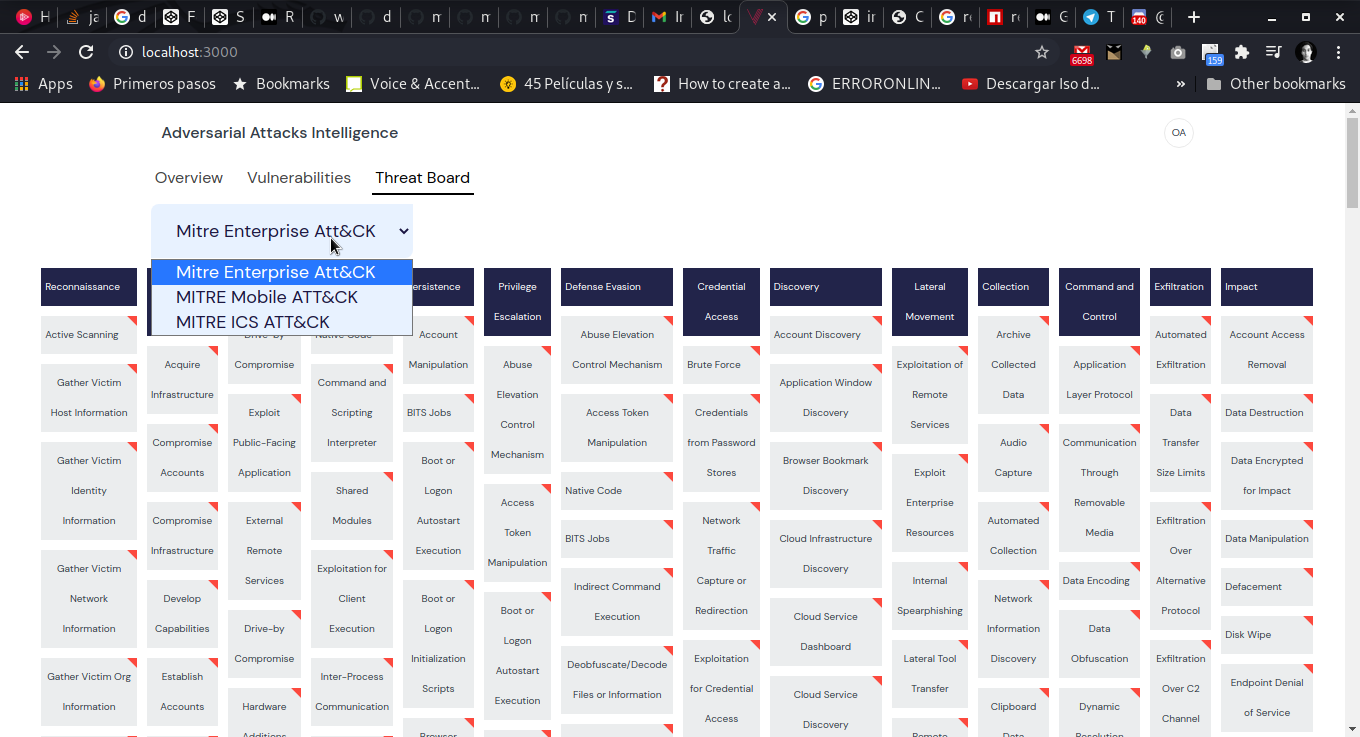 H
ja
d
F
S
R
w
d
m
m
m
d
D
In
lo
p
in
C
re
re
G
T
140
@
localhost:3000
6698
159
Apps
Primeros pasos
Bookmarks
Voice & Accent...
45 Películas y s...
How to create a...
ERRORONLIN...
Descargar Iso d...
»
Other bookmarks
Adversarial Attacks Intelligence
OA
Overview
Vulnerabilities
Threat Board
Mitre Enterprise Att&CK
Mitre Enterprise Att&CK
MITRE Mobile ATT&CK
MITRE ICS ATT&CK
Reconnaissance
Active Scanning
Gather Victim
Host Information
Gather Victim
Identity
Information
Gather Victim
Network
Information
Gather Victim Org
Information
Acquire
Infrastructure
Compromise
Accounts
Compromise
Infrastructure
Develop
Capabilities
Establish
Accounts
Drive-by
Compromise
Exploit
Public-Facing
Application
External
Remote
Services
Drive-by
Compromise
Hardware
Additions
Native Code
Command and
Scripting
Interpreter
Shared
Modules
Exploitation for
Client
Execution
Inter-Process
Communication
ersistence
Account
Manipulation
BITS Jobs
Boot or
Logon
Autostart
Execution
Boot or
Logon
Initialization
Scripts
Browser
Privilege
Escalation
Abuse
Elevation
Control
Mechanism
Access
Token
Manipulation
Boot or
Logon
Autostart
Execution
Defense Evasion
Abuse Elevation
Control Mechanism
Access Token
Manipulation
Native Code
BITS Jobs
Indirect Command
Execution
Deobfuscate/Decode
Files or Information
Credential
Access
Brute Force
Credentials
from Password
Stores
Network
Traffic
Capture or
Redirection
Exploitation
for Credential
Access
Discovery
Account Discovery
Application Window
Discovery
Browser Bookmark
Discovery
Cloud Infrastructure
Discovery
Cloud Service
Dashboard
Cloud Service
Discovery
Lateral
Movement
Exploitation of
Remote
Services
Exploit
Enterprise
Resources
Internal
Spearphishing
Lateral Tool
Transfer
Remote
Collection
Archive
Collected
Data
Audio
Capture
Automated
Collection
Network
Information
Discovery
Clipboard
Data
Command and
Control
Application
Layer Protocol
Communication
Through
Removable
Media
Data Encoding
Data
Obfuscation
Dynamic
Resolution
Exfiltration
Automated
Exfiltration
Data
Transfer
Size Limits
Exfiltration
Over
Alternative
Protocol
Exfiltration
Over C2
Channel
Impact
Account Access
Removal
Data Destruction
Data Encrypted
for Impact
Data Manipulation
Defacement
Disk Wipe
Endpoint Denial
of Service